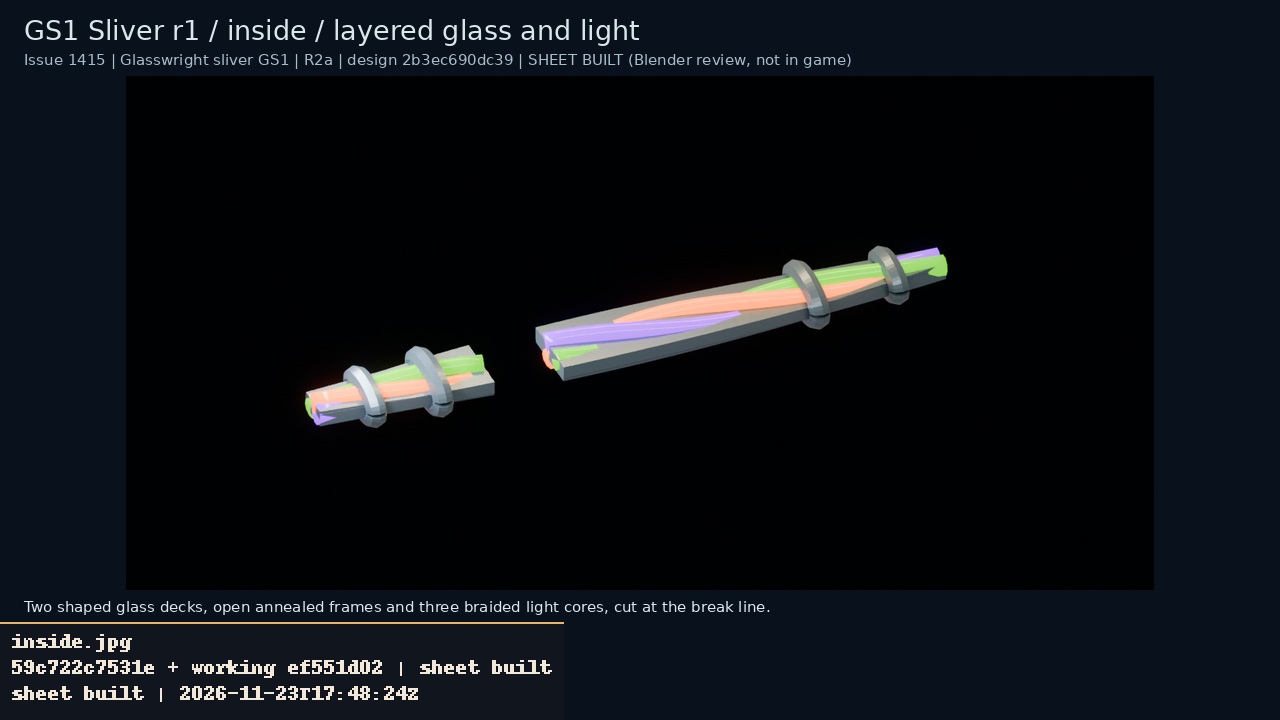 GS1 Sliver r1 / inside / layered glass and light
Issue 1415 | Glasswright sliver GS1 | R2a | design 2b3ec690dc39 | SHEET BUILT (Blender review, not in game)
Two shaped glass decks, open annealed frames and three braided light cores, cut at the break line.
inside.jpg
59c722c7531e + working ef551d02 | sheet built
sheet built | 2026-11-23T17:48:24Z